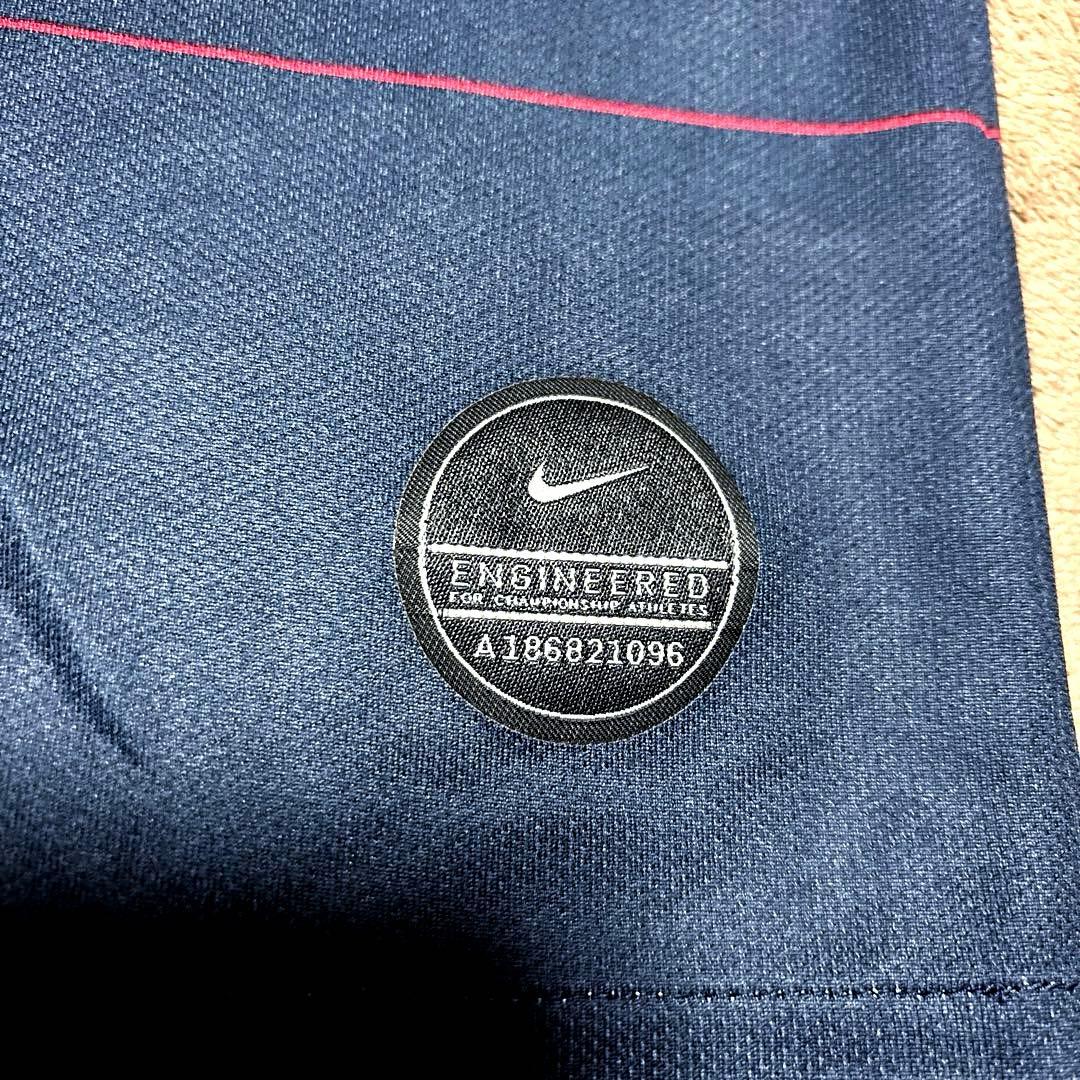 ENGINEERED
FOR CHAMPIONSHIP ATHLETES
A186821096